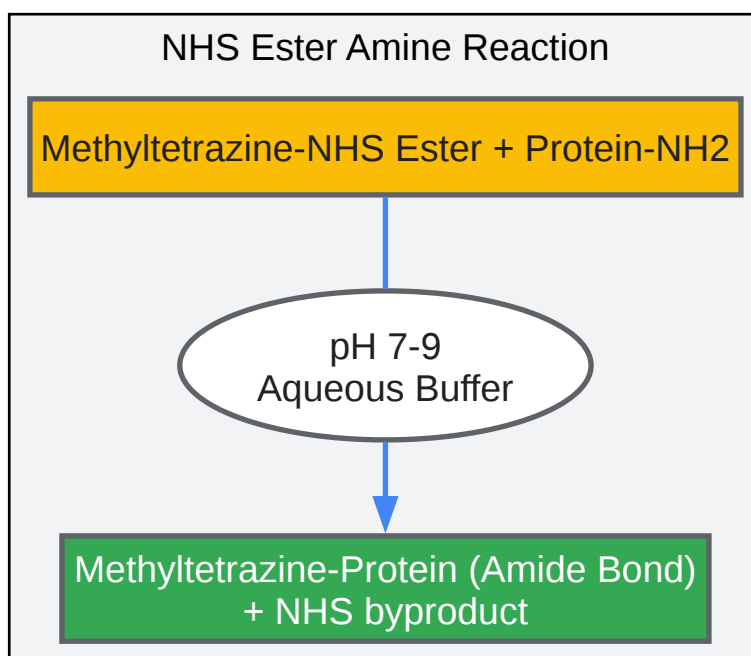 NHS Ester Amine Reaction
Methyltetrazine-NHS Ester + Protein-NH2
pH 7-9
Aqueous Buffer
Methyltetrazine-Protein (Amide Bond)
+ NHS byproduct